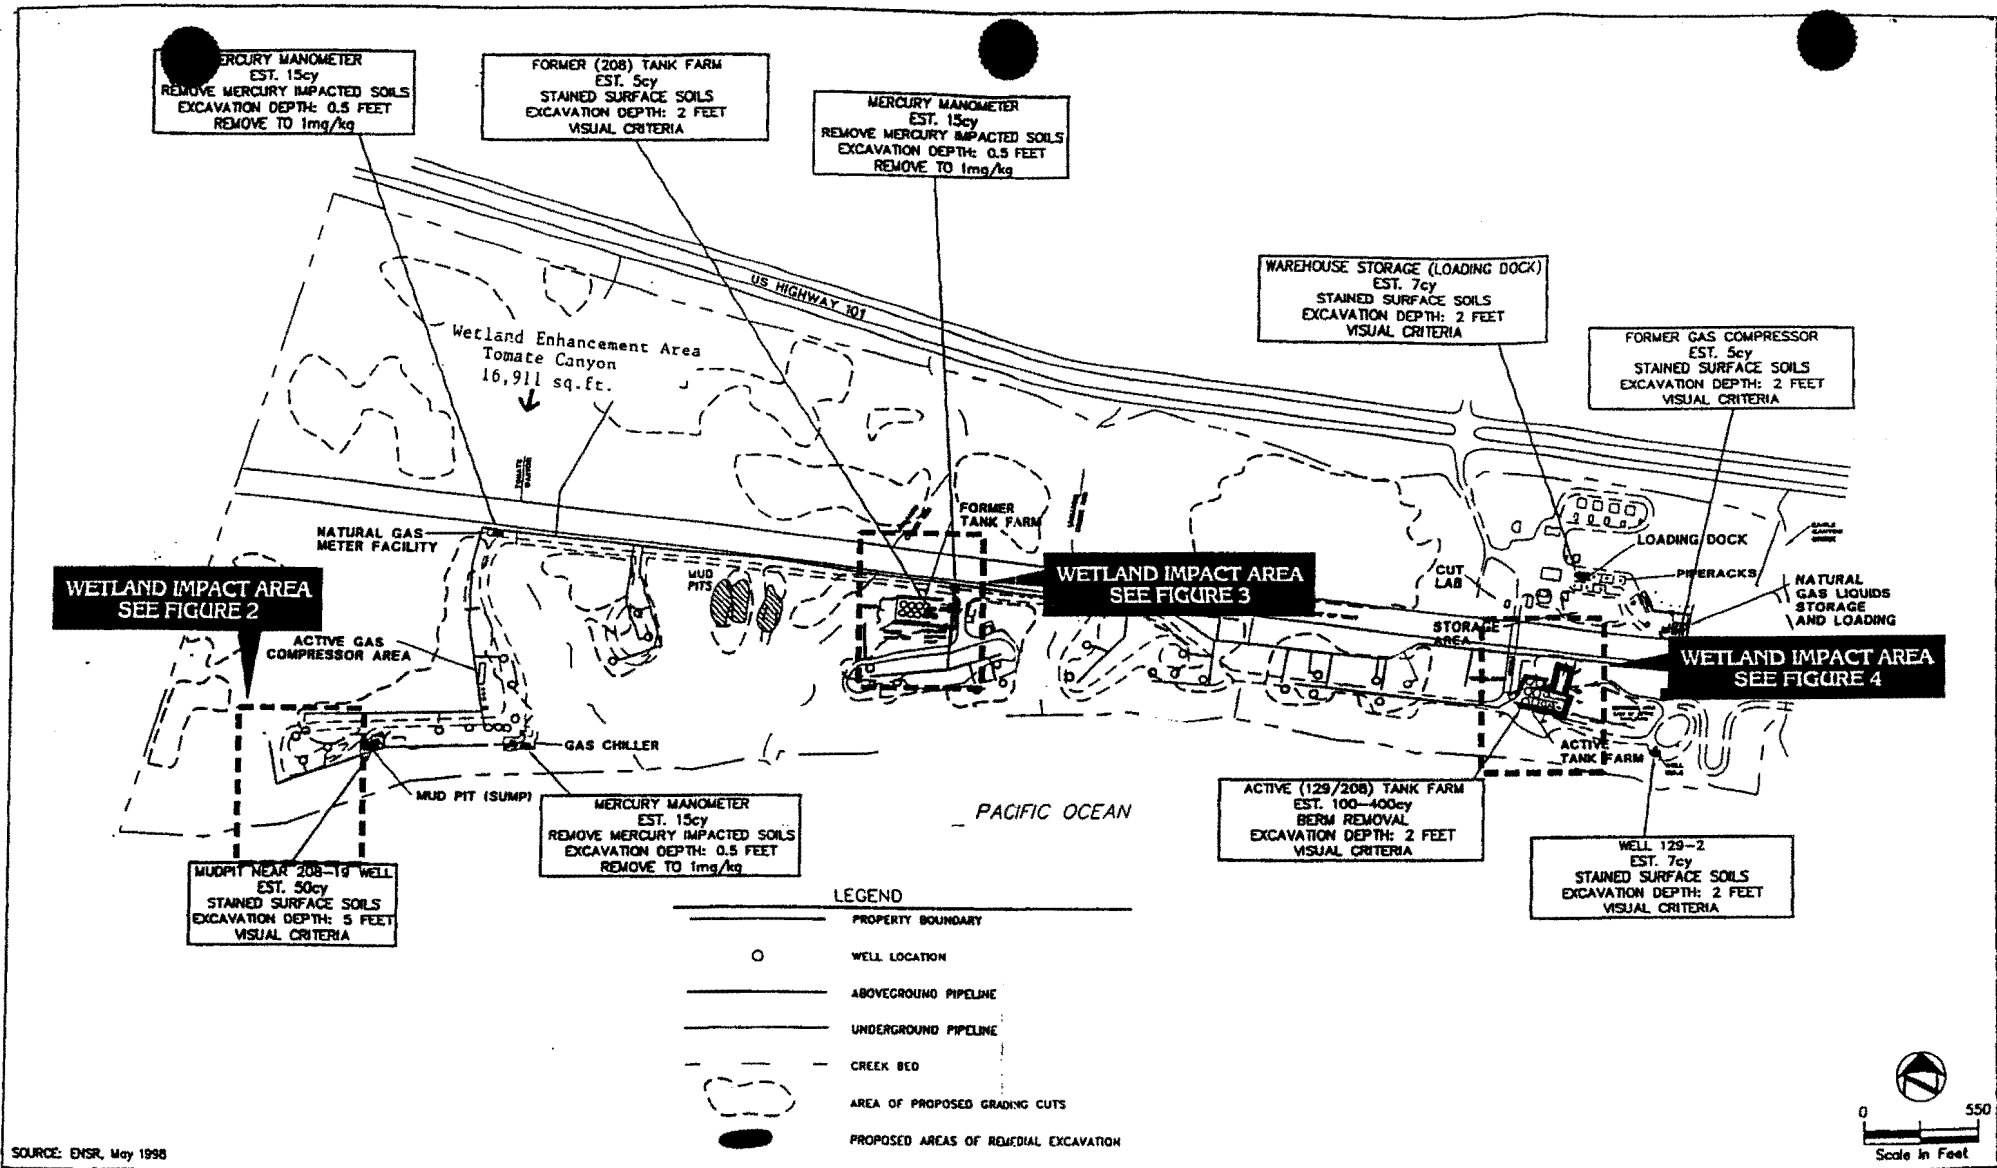 ERCURY MANOMETER
EST. 15cy
REMOVE MERCURY IMPACTED SOILS
EXCAVATION DEPTH: 0.5 FEET
REMOVE TO 1mg/kg
FORMER (208) TANK FARM
EST. 5cy
STAINED SURFACE SOILS
EXCAVATION DEPTH: 2 FEET
VISUAL CRITERIA
MERCURY MANOMETER
EST. 15cy
REMOVE MERCURY IMPACTED SOILS
EXCAVATION DEPTH: 0.5 FEET
REMOVE TO 1mg/kg
WAREHOUSE STORAGE (LOADING DOCK)
EST. 7cy
STAINED SURFACE SOILS
EXCAVATION DEPTH: 2 FEET
VISUAL CRITERIA
FORMER GAS COMPRESSOR
EST. 5cy
STAINED SURFACE SOILS
EXCAVATION DEPTH: 2 FEET
VISUAL CRITERIA
US HIGHWAY 101
Wetland Enhancement Area
Tomate Canyon
16,911 sq.ft.
TOMATE
CANYON
NATURAL GAS
METER FACILITY
FORMER
TANK FARM
MUD
PITS
LOADING DOCK
PIPERACKS
CUT
LAB
EAGLE
CANYON
CREEK
NATURAL
GAS LIQUIDS
STORAGE
AND LOADING
STORAGE
AREA
WETLAND IMPACT AREA
SEE FIGURE 2
WETLAND IMPACT AREA
SEE FIGURE 3
WETLAND IMPACT AREA
SEE FIGURE 4
ACTIVE GAS
COMPRESSOR AREA
GAS CHILLER
MUD PIT (SUMP)
ACTIVE
TANK FARM
PACIFIC OCEAN
MERCURY MANOMETER
EST. 15cy
REMOVE MERCURY IMPACTED SOILS
EXCAVATION DEPTH: 0.5 FEET
REMOVE TO 1mg/kg
ACTIVE (129/208) TANK FARM
EST. 100-400cy
BERM REMOVAL
EXCAVATION DEPTH: 2 FEET
VISUAL CRITERIA
WELL 129-2
EST. 7cy
STAINED SURFACE SOILS
EXCAVATION DEPTH: 2 FEET
VISUAL CRITERIA
MUDPIT NEAR 208-19 WELL
EST. 50cy
STAINED SURFACE SOILS
EXCAVATION DEPTH: 5 FEET
VISUAL CRITERIA
LEGEND
PROPERTY BOUNDARY
WELL LOCATION
ABOVEGROUND PIPELINE
UNDERGROUND PIPELINE
CREEK BED
AREA OF PROPOSED GRADING CUTS
PROPOSED AREAS OF REMEDIAL EXCAVATION
0 550
Scale in Feet
SOURCE: ENSR, May 1998